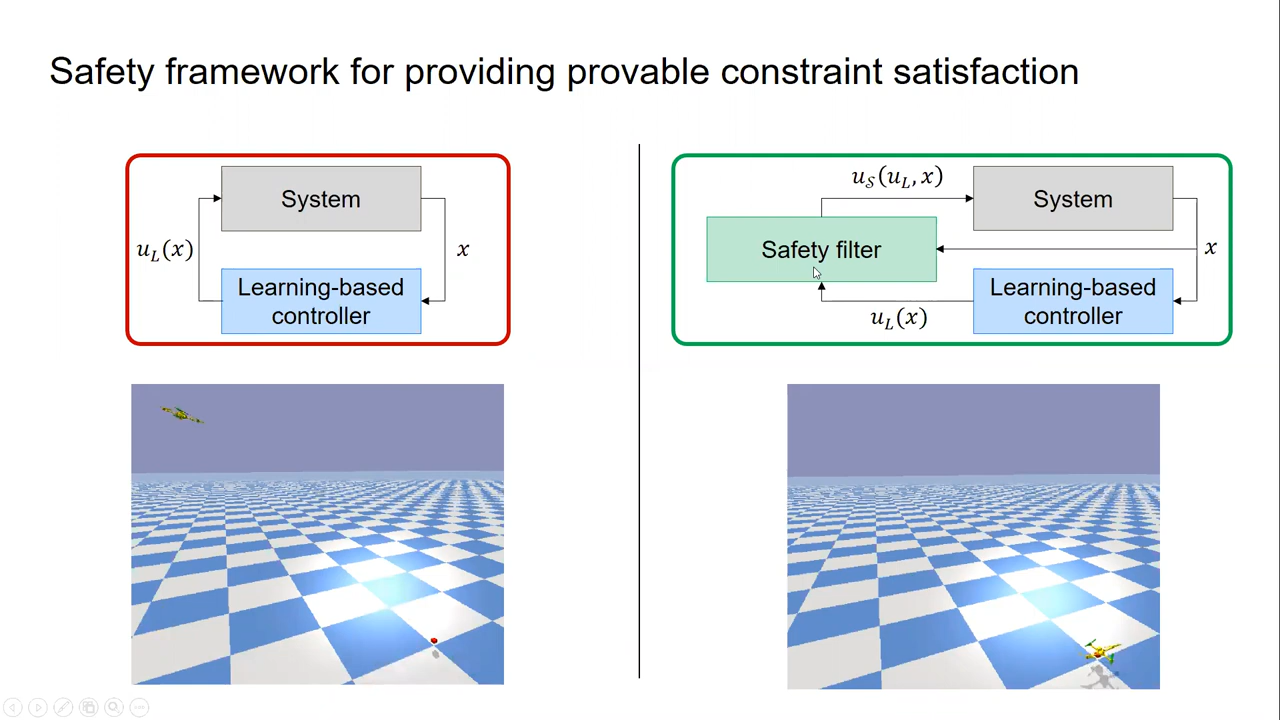 Safety framework for providing provable constraint satisfaction
System
u_L(x)
x
Learning-based
controller
u_S(u_L, x)
System
Safety filter
x
Learning-based
controller
u_L(x)